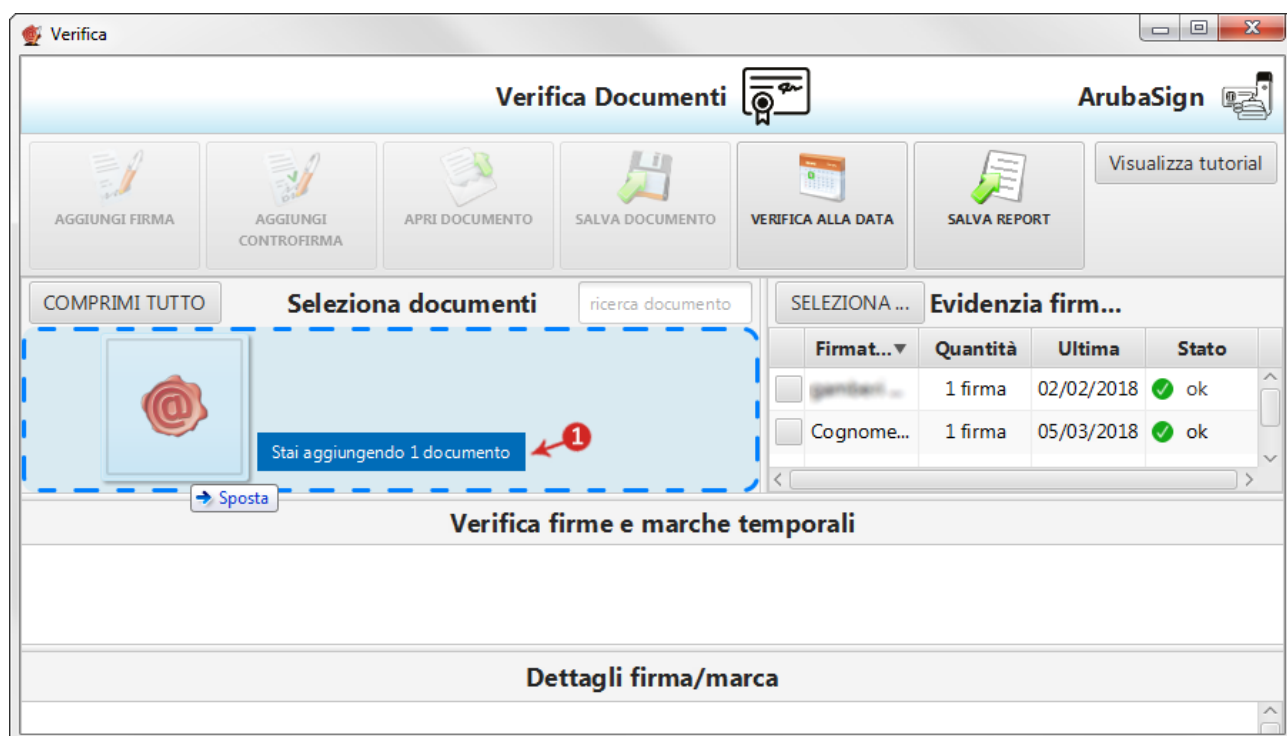 Verifica
Verifica Documenti
ArubaSign
AGGIUNGI FIRMA
AGGIUNGI
CONTROFIRMA
APRI DOCUMENTO
SALVA DOCUMENTO
VERIFICA ALLA DATA
SALVA REPORT
Visualizza tutorial
COMPRIMI TUTTO
Seleziona documenti
ricerca documento
SELEZIONA ...
Evidenzia firm...
Firmat... Quantità Ultima Stato
1 firma 02/02/2018 ok
Cognome... 1 firma 05/03/2018 ok
@
Stai aggiungendo 1 documento
1
Sposta
Verifica firme e marche temporali
Dettagli firma/marca